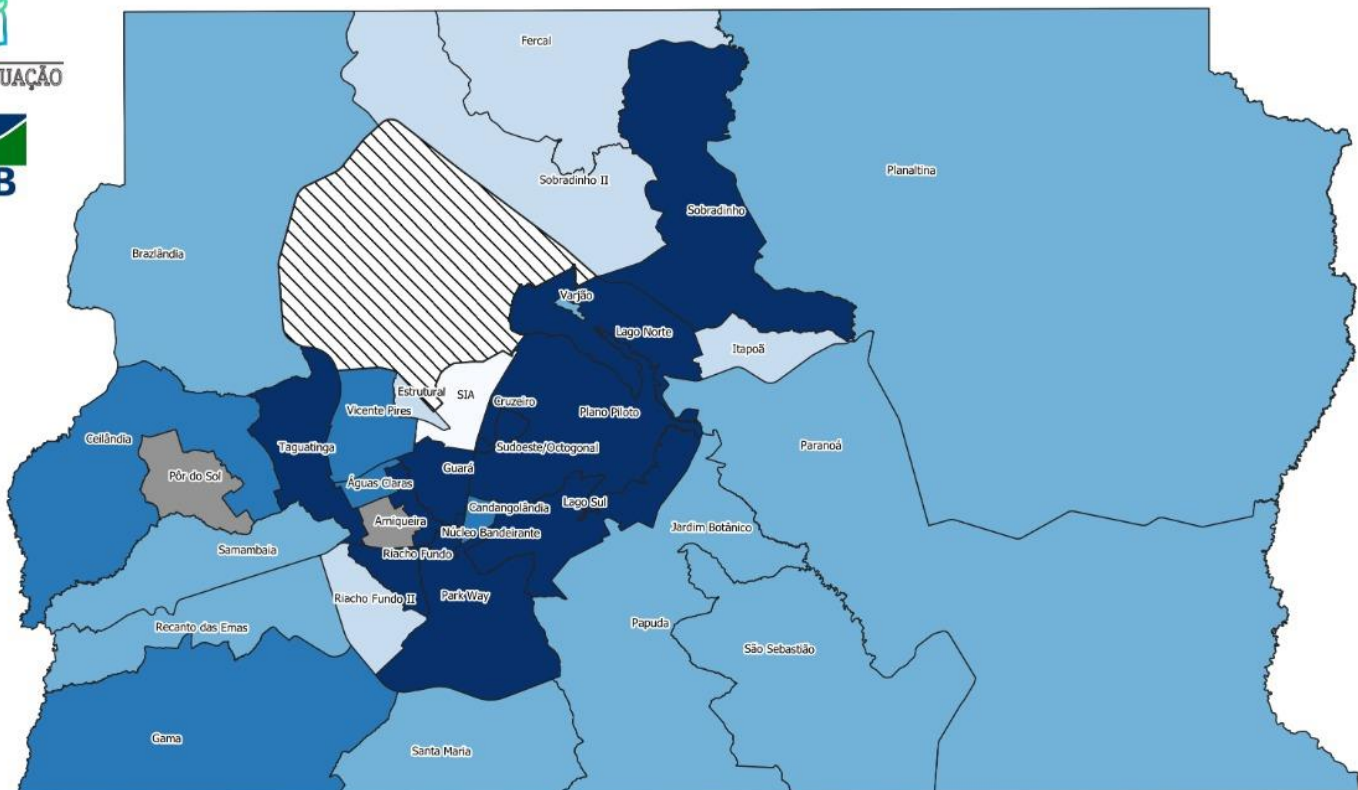 Fercal
UAÇÃO
B
Planaltina
Sobradinho II
Sobradinho
Brazlândia
Varjão
Lago Norte
Itapoã
Estrutural
SIA
Cruzeiro
Vicente Pires
Plano Piloto
Ceilândia
Taguatinga
Sudoeste/Octogonal
Paranoá
Guará
Pôr do Sol
Águas Claras
Lago Sul
Candangolândia
Arniqueira
Jardim Botânico
Núcleo Bandeirante
Samambaia
Riacho Fundo
Riacho Fundo II
Park Way
Recanto das Emas
Papuda
São Sebastião
Gama
Santa Maria